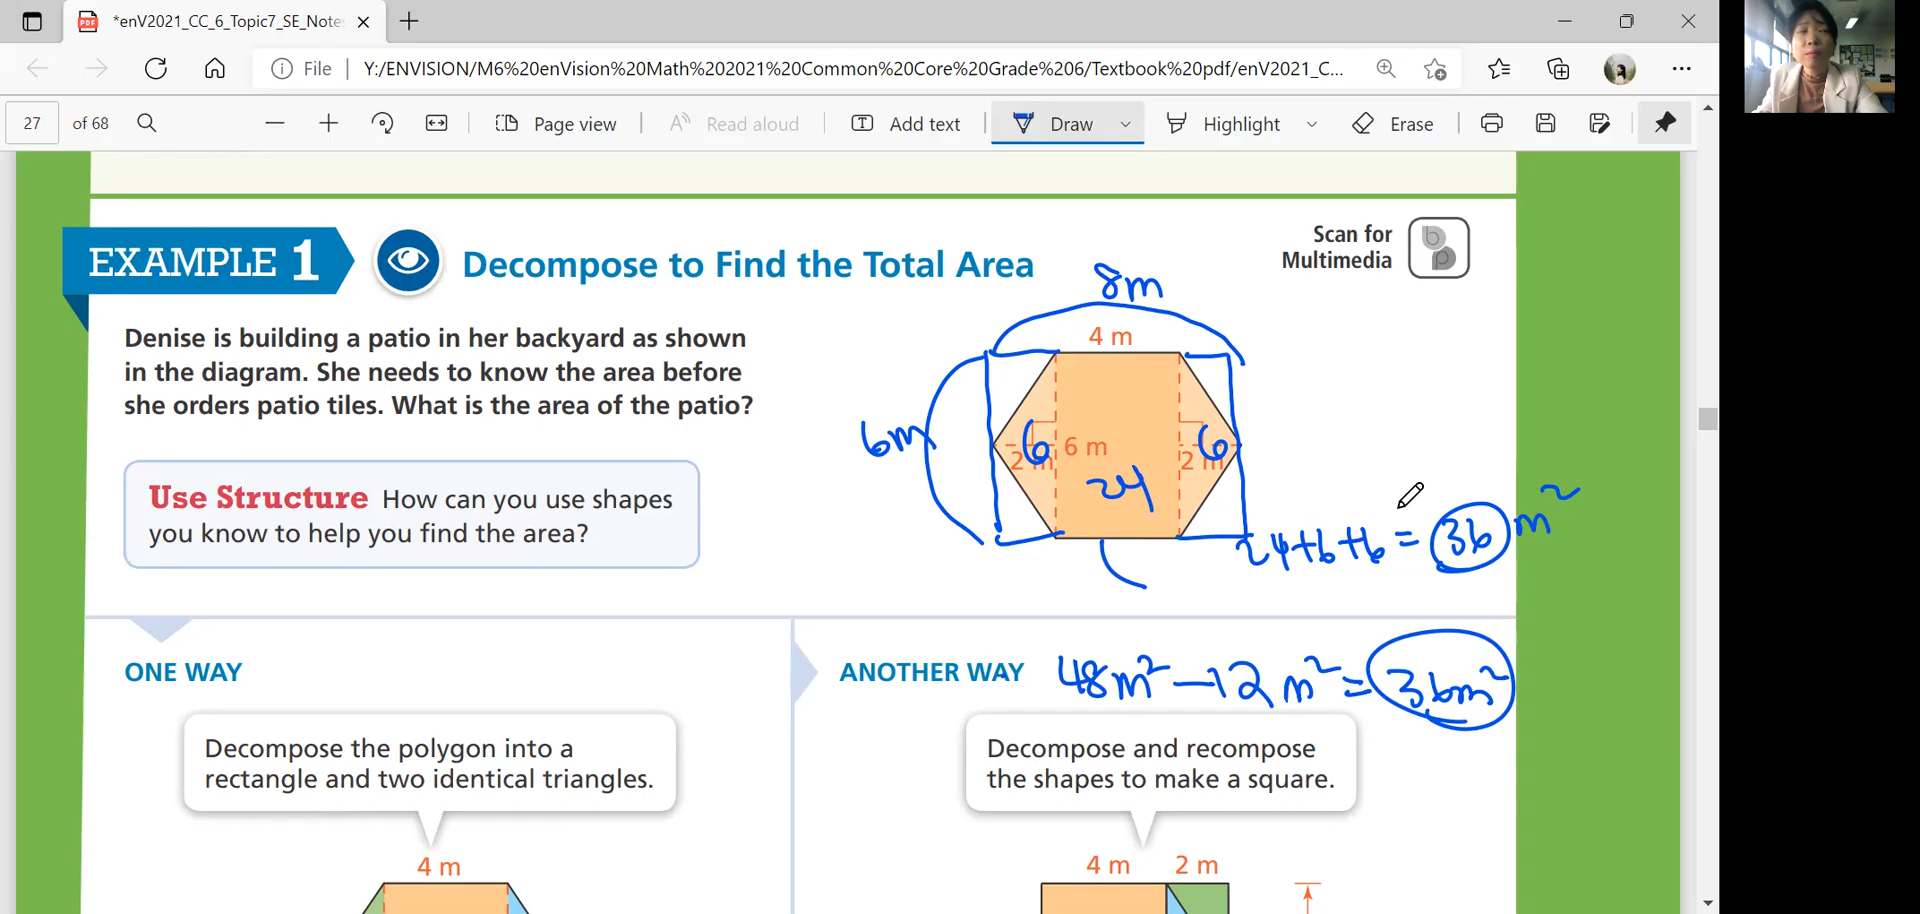 *enV2021_CC_6_Topic7_SE_Note
File
Y:/ENVISION/M6%20enVision%20Math%202021%20Common%20Core%20Grade%206/Textbook%20pdf/enV2021_C...
27
of 68
Page view
Read aloud
Add text
Draw
Highlight
Erase
EXAMPLE 1
Decompose to Find the Total Area
Scan for
Multimedia
Denise is building a patio in her backyard as shown
in the diagram. She needs to know the area before
she orders patio tiles. What is the area of the patio?
Use Structure How can you use shapes
you know to help you find the area?
8m
4 m
6m
6
6 m
6
2 m
2 m
24
24+6+6=36 m²
ONE WAY
Decompose the polygon into a
rectangle and two identical triangles.
4 m
ANOTHER WAY
48m²-12m²=36m²
Decompose and recompose
the shapes to make a square.
4 m
2 m